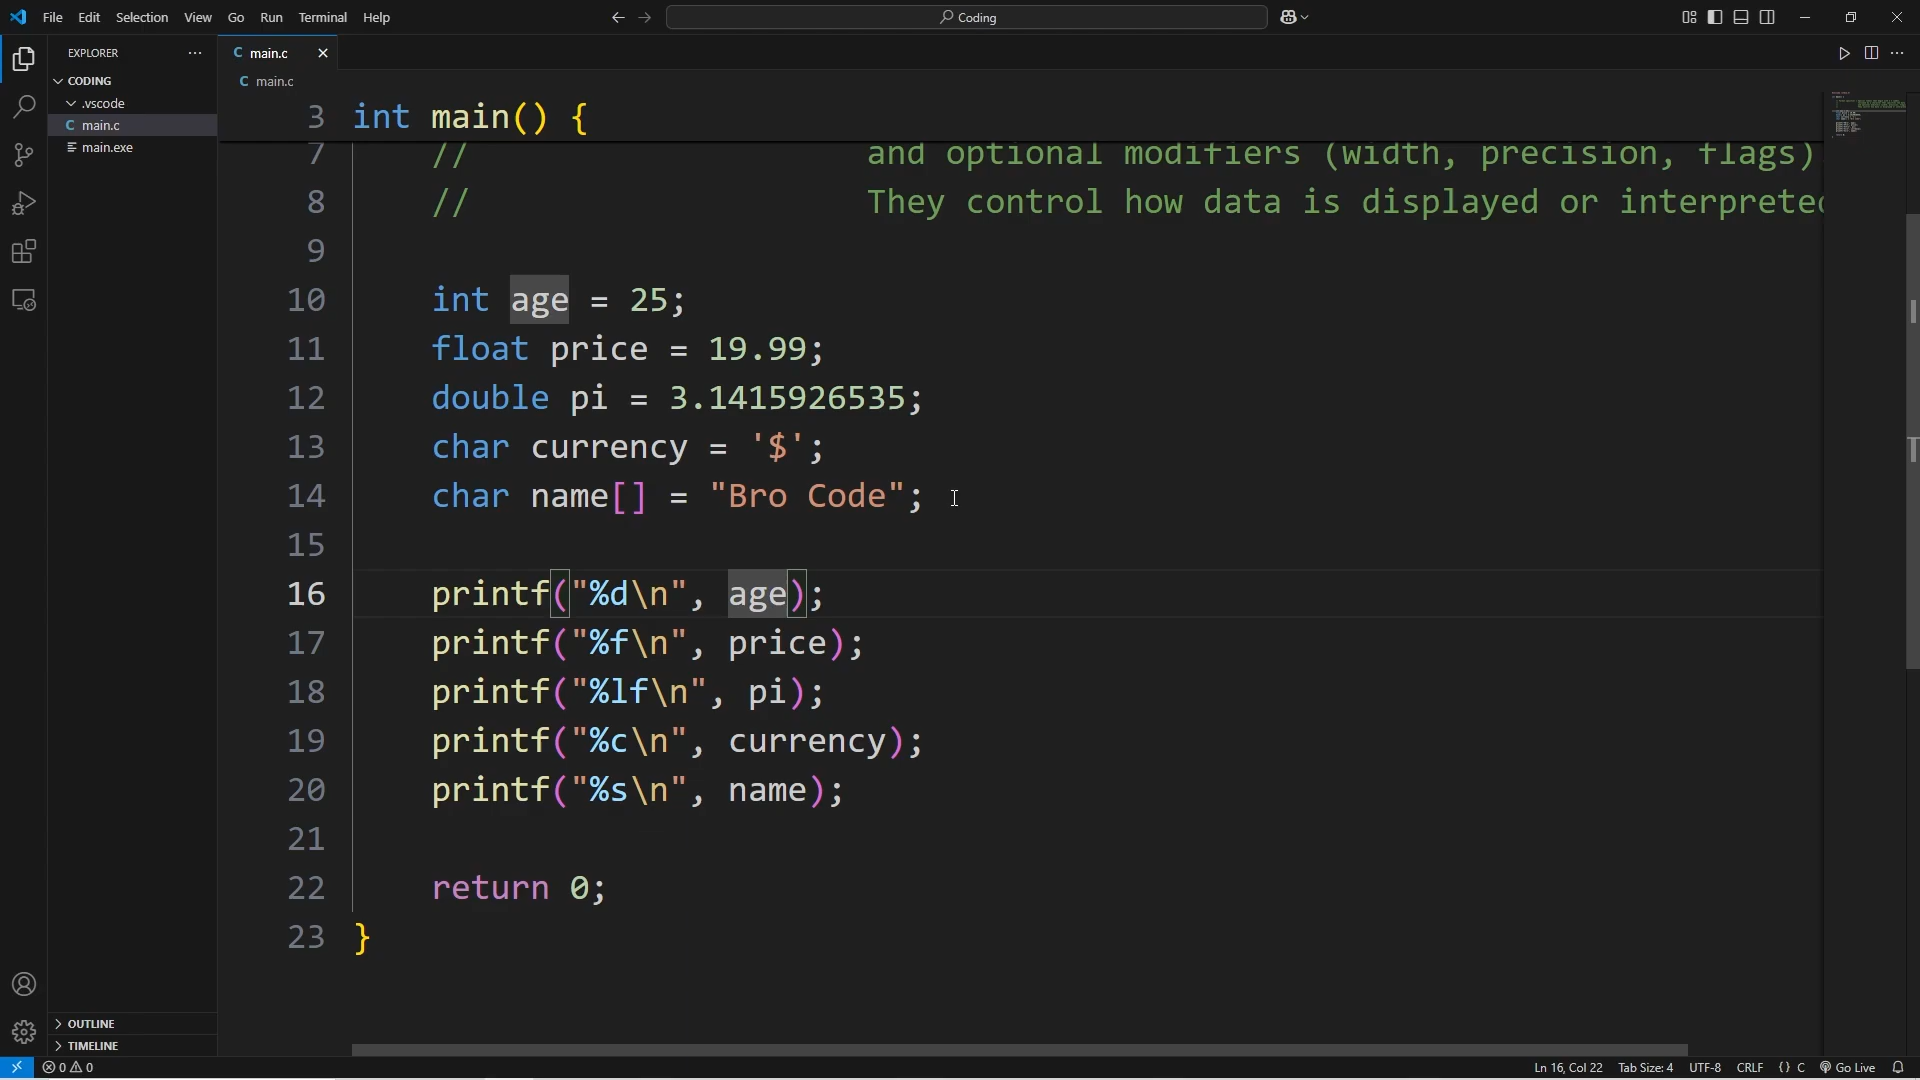 File Edit Selection View Go Run Terminal Help
Coding
EXPLORER
CODING
.vscode
C main.c
main.exe
OUTLINE
TIMELINE
C main.c
C main.c
3 int main() {
7 // and optional modifiers (width, precision, flags)
8 // They control how data is displayed or interpreted
9
10 int age = 25;
11 float price = 19.99;
12 double pi = 3.1415926535;
13 char currency = '$';
14 char name[] = "Bro Code";
15
16 printf("%d\n", age);
17 printf("%f\n", price);
18 printf("%lf\n", pi);
19 printf("%c\n", currency);
20 printf("%s\n", name);
21
22 return 0;
23 }
0 0 Ln 16, Col 22 Tab Size: 4 UTF-8 CRLF {} C Go Live